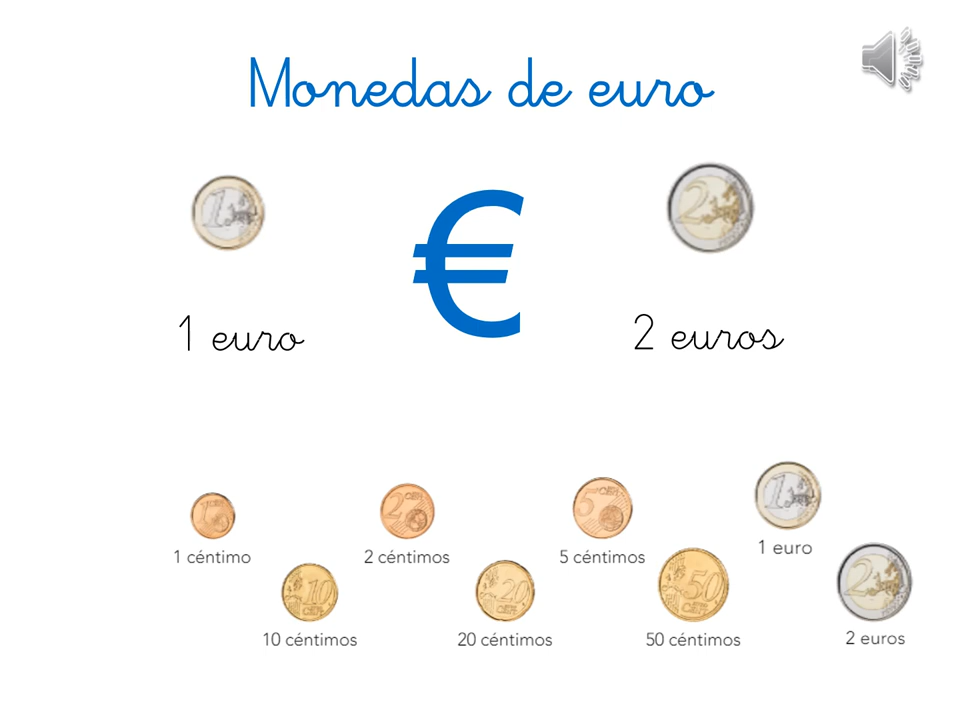 Monedas de euro
€
1 euro
2 euros
1 céntimo
2 céntimos
5 céntimos
1 euro
10 céntimos
20 céntimos
50 céntimos
2 euros